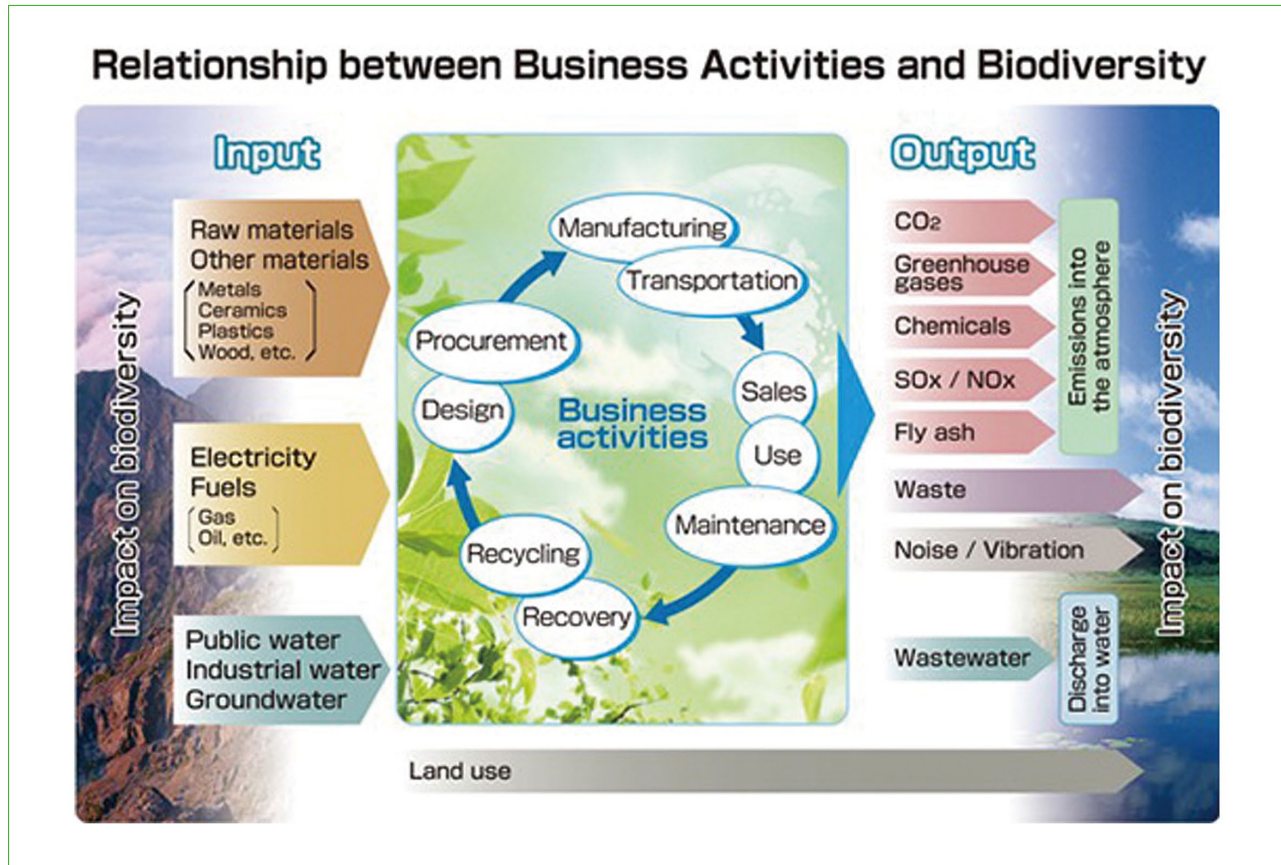 Relationship between Business Activities and Biodiversity
Input
Impact on biodiversity
Raw materials
Other materials
Metals
Ceramics
Plastics
Wood, etc.
Electricity
Fuels
Gas
Oil, etc.
Public water
Industrial water
Groundwater
Business
activities
Manufacturing
Transportation
Sales
Use
Maintenance
Recovery
Recycling
Design
Procurement
Output
CO₂
Greenhouse
gases
Chemicals
SOx / NOx
Fly ash
Emissions into
the atmosphere
Waste
Noise / Vibration
Wastewater
Discharge
into water
Impact on biodiversity
Land use